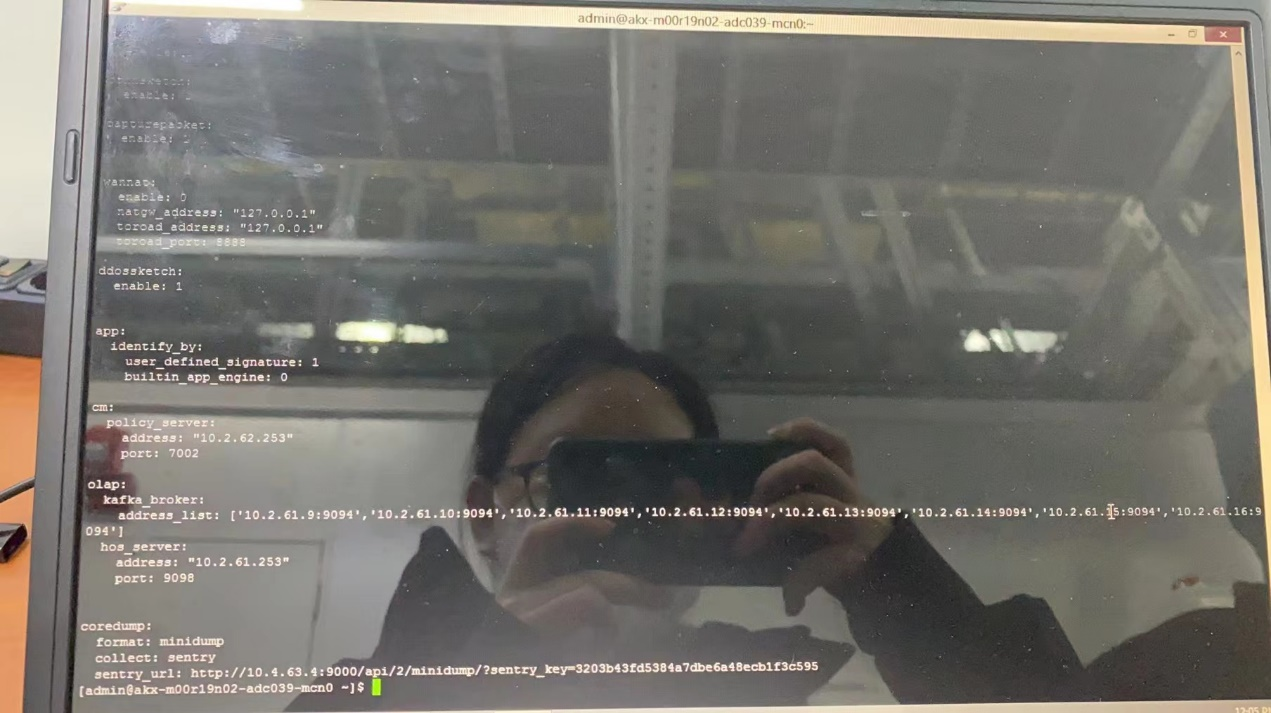 admin@akx-m00r19n02-adc039-mcn0:~
enable:
capturepacket:
enable:
wannat:
enable: 0
natgw_address: "127.0.0.1"
toroad_address: "127.0.0.1"
toroad_port: 8888
ddossketch:
enable: 1
app:
identify_by:
user_defined_signature: 1
builtin_app_engine: 0
cm:
policy_server:
address: "10.2.62.253"
port: 7002
olap:
kafka_broker:
address_list: ['10.2.61.9:9094','10.2.61.10:9094','10.2.61.11:9094','10.2.61.12:9094','10.2.61.13:9094','10.2.61.14:9094','10.2.61.15:9094','10.2.61.16:9
094']
hos_server:
address: "10.2.61.253"
port: 9098
coredump:
format: minidump
collect: sentry
sentry_url: http://10.4.63.4:9000/api/2/minidump/?sentry_key=3203b43fd5384a7dbe6a48ecb1f3c595
[admin@akx-m00r19n02-adc039-mcn0 ~]$